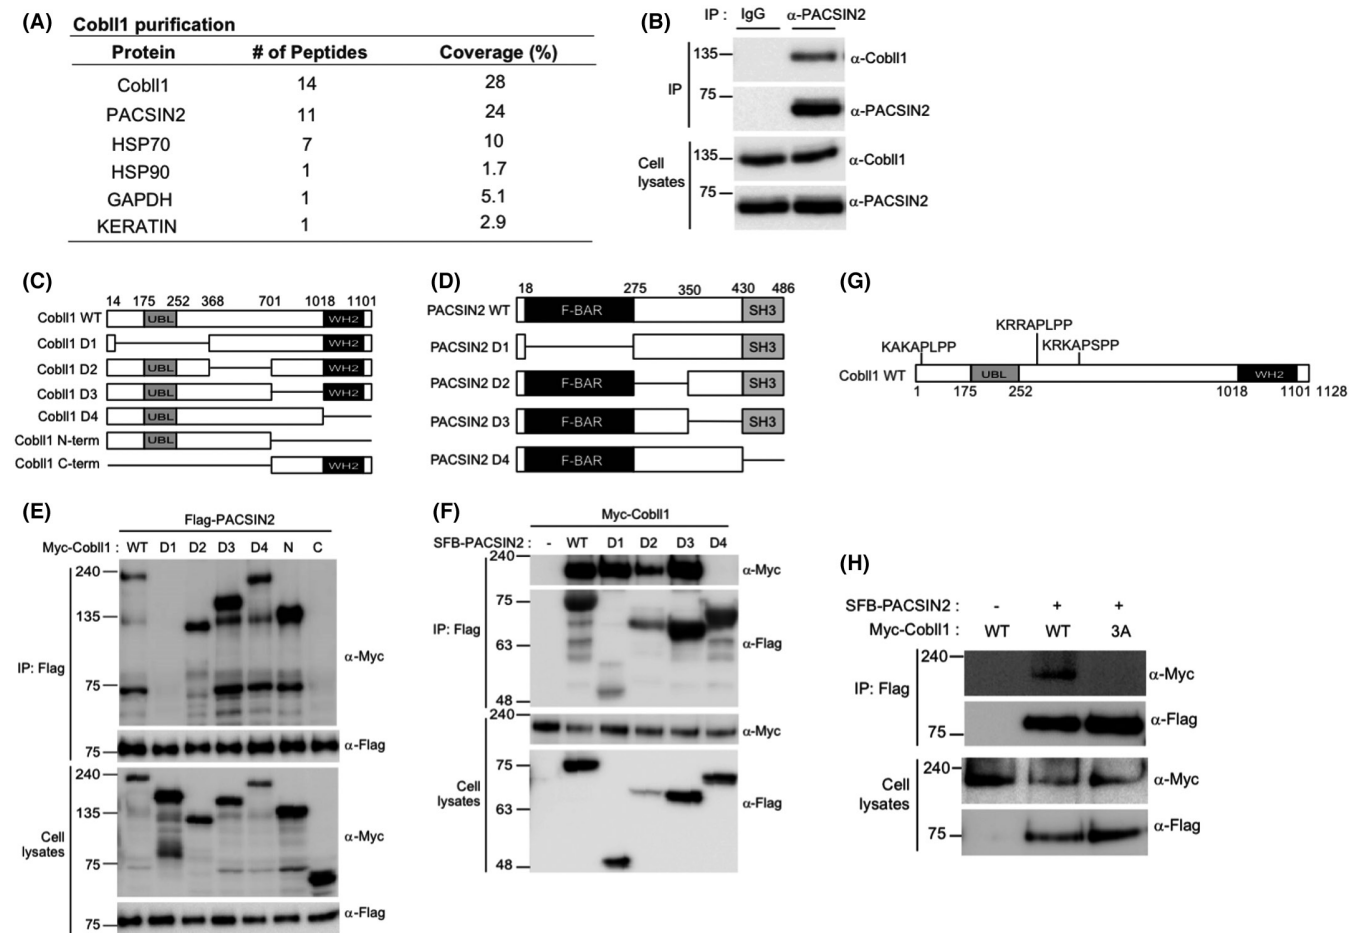 (A)
Cobll1 purification
Protein # of Peptides Coverage (%)
Cobll1 14 28
PACSIN2 11 24
HSP70 7 10
HSP90 1 1.7
GAPDH 1 5.1
KERATIN 1 2.9
(B)
IP : IgG α-PACSIN2
IP
135 α-Cobll1
75 α-PACSIN2
Cell lysates
135 α-Cobll1
75 α-PACSIN2
(C)
14 175 252 368 701 1018 1101
Cobll1 WT UBL WH2
Cobll1 D1 WH2
Cobll1 D2 UBL WH2
Cobll1 D3 UBL WH2
Cobll1 D4 UBL
Cobll1 N-term UBL
Cobll1 C-term WH2
(D)
18 275 350 430 486
PACSIN2 WT F-BAR SH3
PACSIN2 D1 SH3
PACSIN2 D2 F-BAR SH3
PACSIN2 D3 F-BAR SH3
PACSIN2 D4 F-BAR
(G)
KRRAPLPP
KAKAPLPP KRKAPSPP
Cobll1 WT UBL WH2
1 175 252 1018 1101 1128
(E)
Flag-PACSIN2
Myc-Cobll1 : WT D1 D2 D3 D4 N C
IP: Flag
240
135
α-Myc
75
75 α-Flag
Cell lysates
240
135
α-Myc
75
75 α-Flag
(F)
Myc-Cobll1
SFB-PACSIN2 : - WT D1 D2 D3 D4
IP: Flag
240 α-Myc
75
63 α-Flag
48
240 α-Myc
Cell lysates
75
α-Flag
63
48
(H)
SFB-PACSIN2 : - + +
Myc-Cobll1 : WT WT 3A
IP: Flag
240 α-Myc
75 α-Flag
Cell lysates
240 α-Myc
75 α-Flag